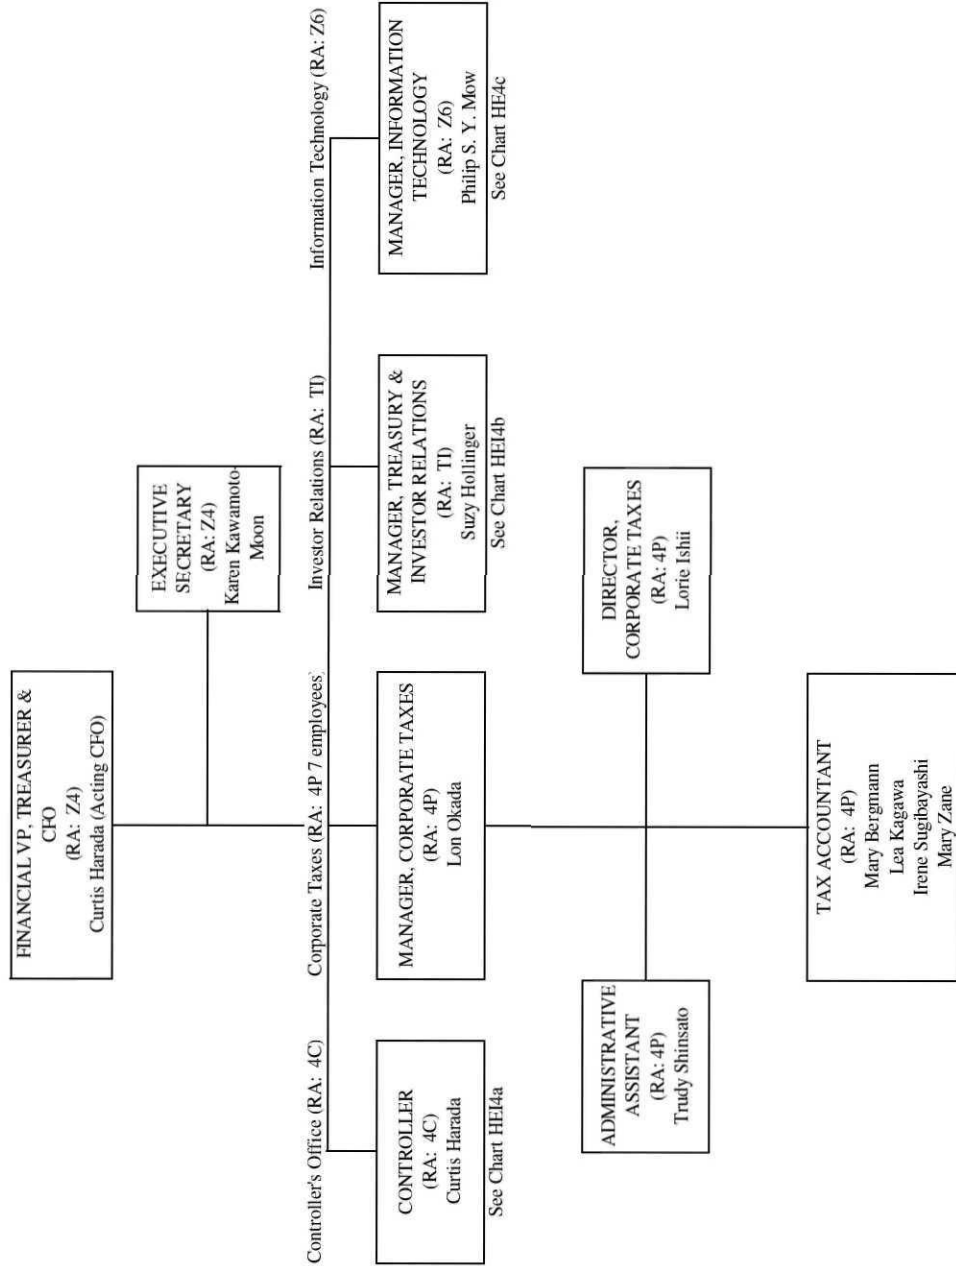 FINANCIAL VP, TREASURER &
CFO
(RA: Z4)
Curtis Harada (Acting CFO)
EXECUTIVE
SECRETARY
(RA: Z4)
Karen Kawamoto-
Moon
Controller's Office (RA: 4C)
Corporate Taxes (RA: 4P 7 employees)
Investor Relations (RA: TI)
Information Technology (RA: Z6)
CONTROLLER
(RA: 4C)
Curtis Harada
See Chart HEI4a
MANAGER, CORPORATE TAXES
(RA: 4P)
Lon Okada
MANAGER, TREASURY &
INVESTOR RELATIONS
(RA: TI)
Suzy Hollinger
See Chart HEI4b
MANAGER, INFORMATION
TECHNOLOGY
(RA: Z6)
Philip S. Y. Mow
See Chart HE4c
ADMINISTRATIVE
ASSISTANT
(RA: 4P)
Trudy Shinsato
DIRECTOR,
CORPORATE TAXES
(RA: 4P)
Lorie Ishii
TAX ACCOUNTANT
(RA: 4P)
Mary Bergmann
Lea Kagawa
Irene Sugibayashi
Mary Zane